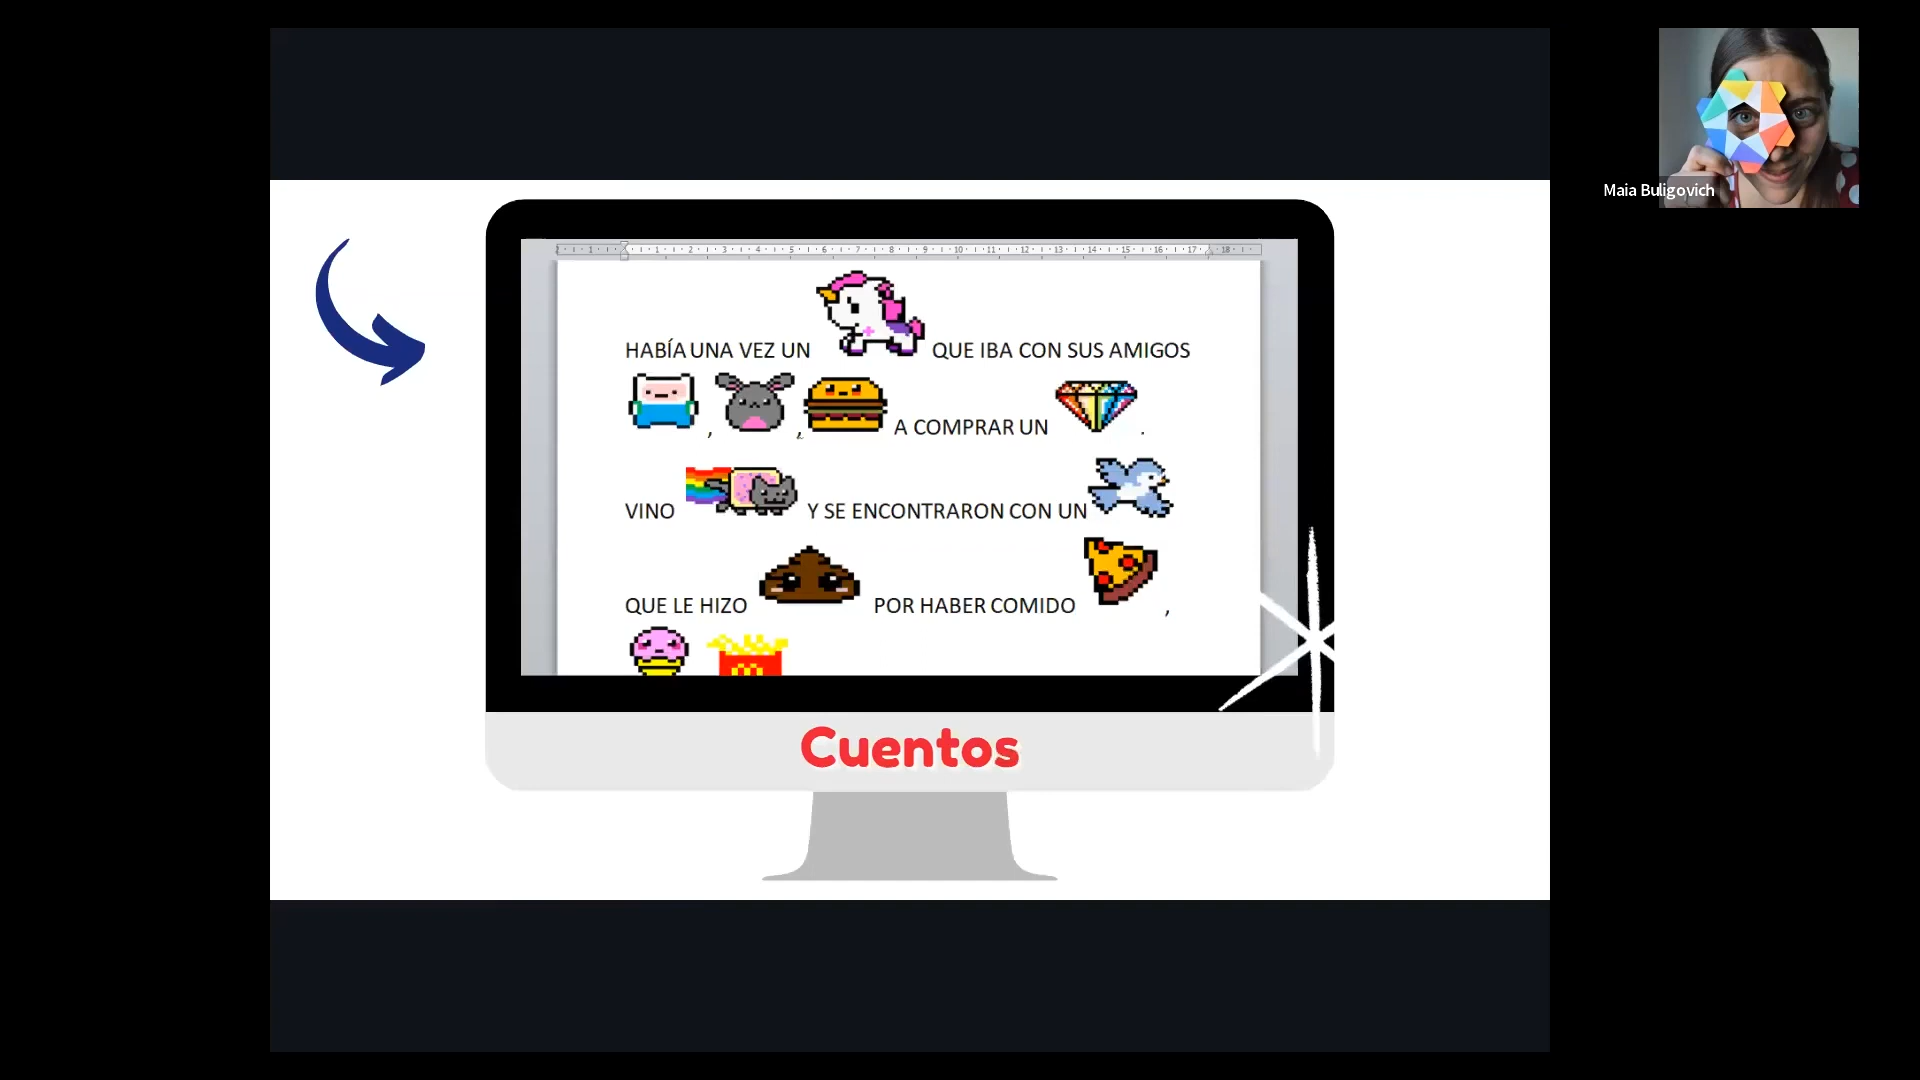 Maia Buligovich
HABÍA UNA VEZ UN QUE IBA CON SUS AMIGOS
, , A COMPRAR UN .
VINO Y SE ENCONTRARON CON UN
QUE LE HIZO POR HABER COMIDO ,
Cuentos